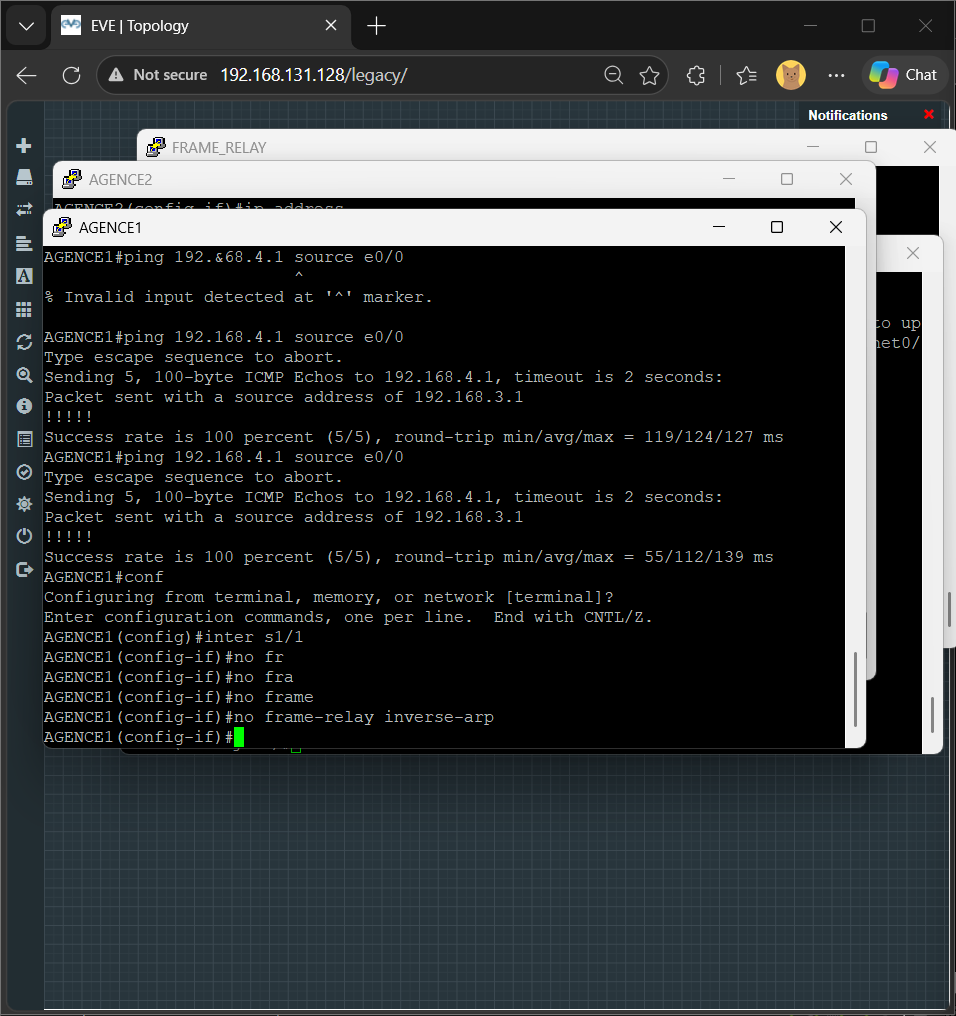 EVE | Topology
Not secure 192.168.131.128/legacy/
Chat
Notifications
FRAME_RELAY
AGENCE2
AGENCE2(config-if)#ip address
AGENCE1
to up
net0/
AGENCE1#ping 192.&68.4.1 source e0/0
^
% Invalid input detected at '^' marker.
AGENCE1#ping 192.168.4.1 source e0/0
Type escape sequence to abort.
Sending 5, 100-byte ICMP Echos to 192.168.4.1, timeout is 2 seconds:
Packet sent with a source address of 192.168.3.1
!!!!!
Success rate is 100 percent (5/5), round-trip min/avg/max = 119/124/127 ms
AGENCE1#ping 192.168.4.1 source e0/0
Type escape sequence to abort.
Sending 5, 100-byte ICMP Echos to 192.168.4.1, timeout is 2 seconds:
Packet sent with a source address of 192.168.3.1
!!!!!
Success rate is 100 percent (5/5), round-trip min/avg/max = 55/112/139 ms
AGENCE1#conf
Configuring from terminal, memory, or network [terminal]?
Enter configuration commands, one per line.  End with CNTL/Z.
AGENCE1(config)#inter s1/1
AGENCE1(config-if)#no fr
AGENCE1(config-if)#no fra
AGENCE1(config-if)#no frame
AGENCE1(config-if)#no frame-relay inverse-arp
AGENCE1(config-if)#